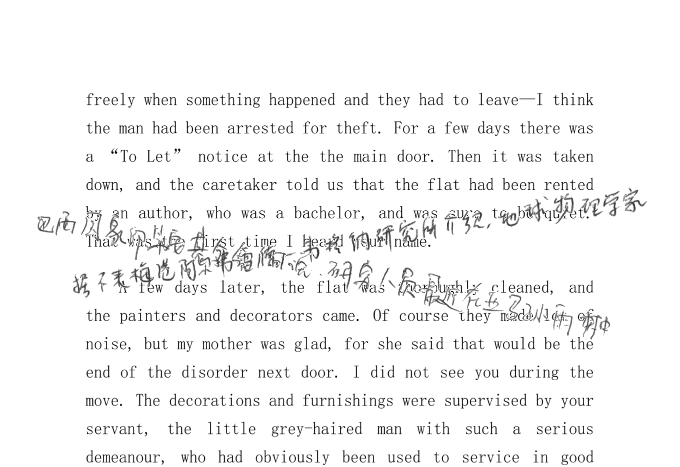 freely when something happened and they had to leave—I think
the man had been arrested for theft. For a few days there was
a “To Let” notice at the the main door. Then it was taken
down, and the caretaker told us that the flat had been rented
by an author, who was a bachelor, and was sure to be quiet.
巴西国家 研究所介绍,地球物理学家
That was the first time I heard your name.
说,研究人员最近在
A few days later, the flat was thoroughly cleaned, and
the painters and decorators came. Of course they made lot of
noise, but my mother was glad, for she said that would be the
end of the disorder next door. I did not see you during the
move. The decorations and furnishings were supervised by your
servant, the little grey-haired man with such a serious
demeanour, who had obviously been used to service in good